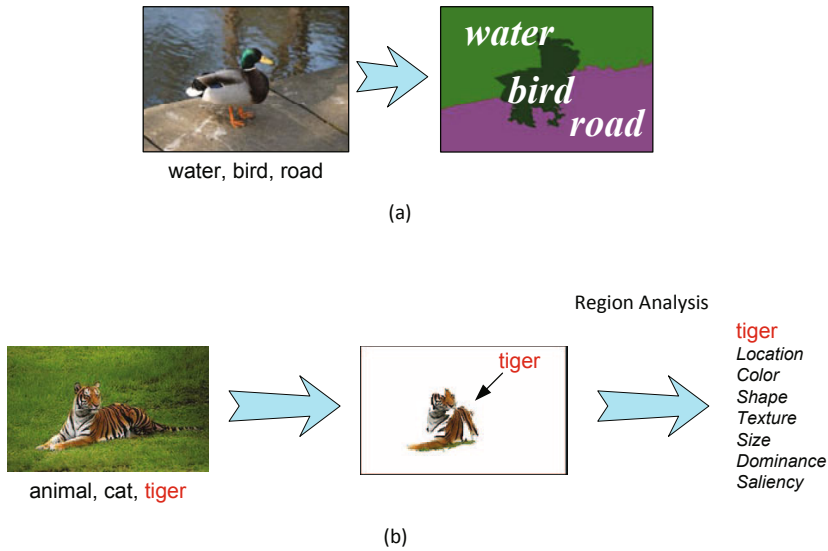 water
bird
road
water, bird, road
(a)
Region Analysis
tiger
tiger
Location
Color
Shape
Texture
Size
Dominance
Saliency
animal, cat, tiger
(b)